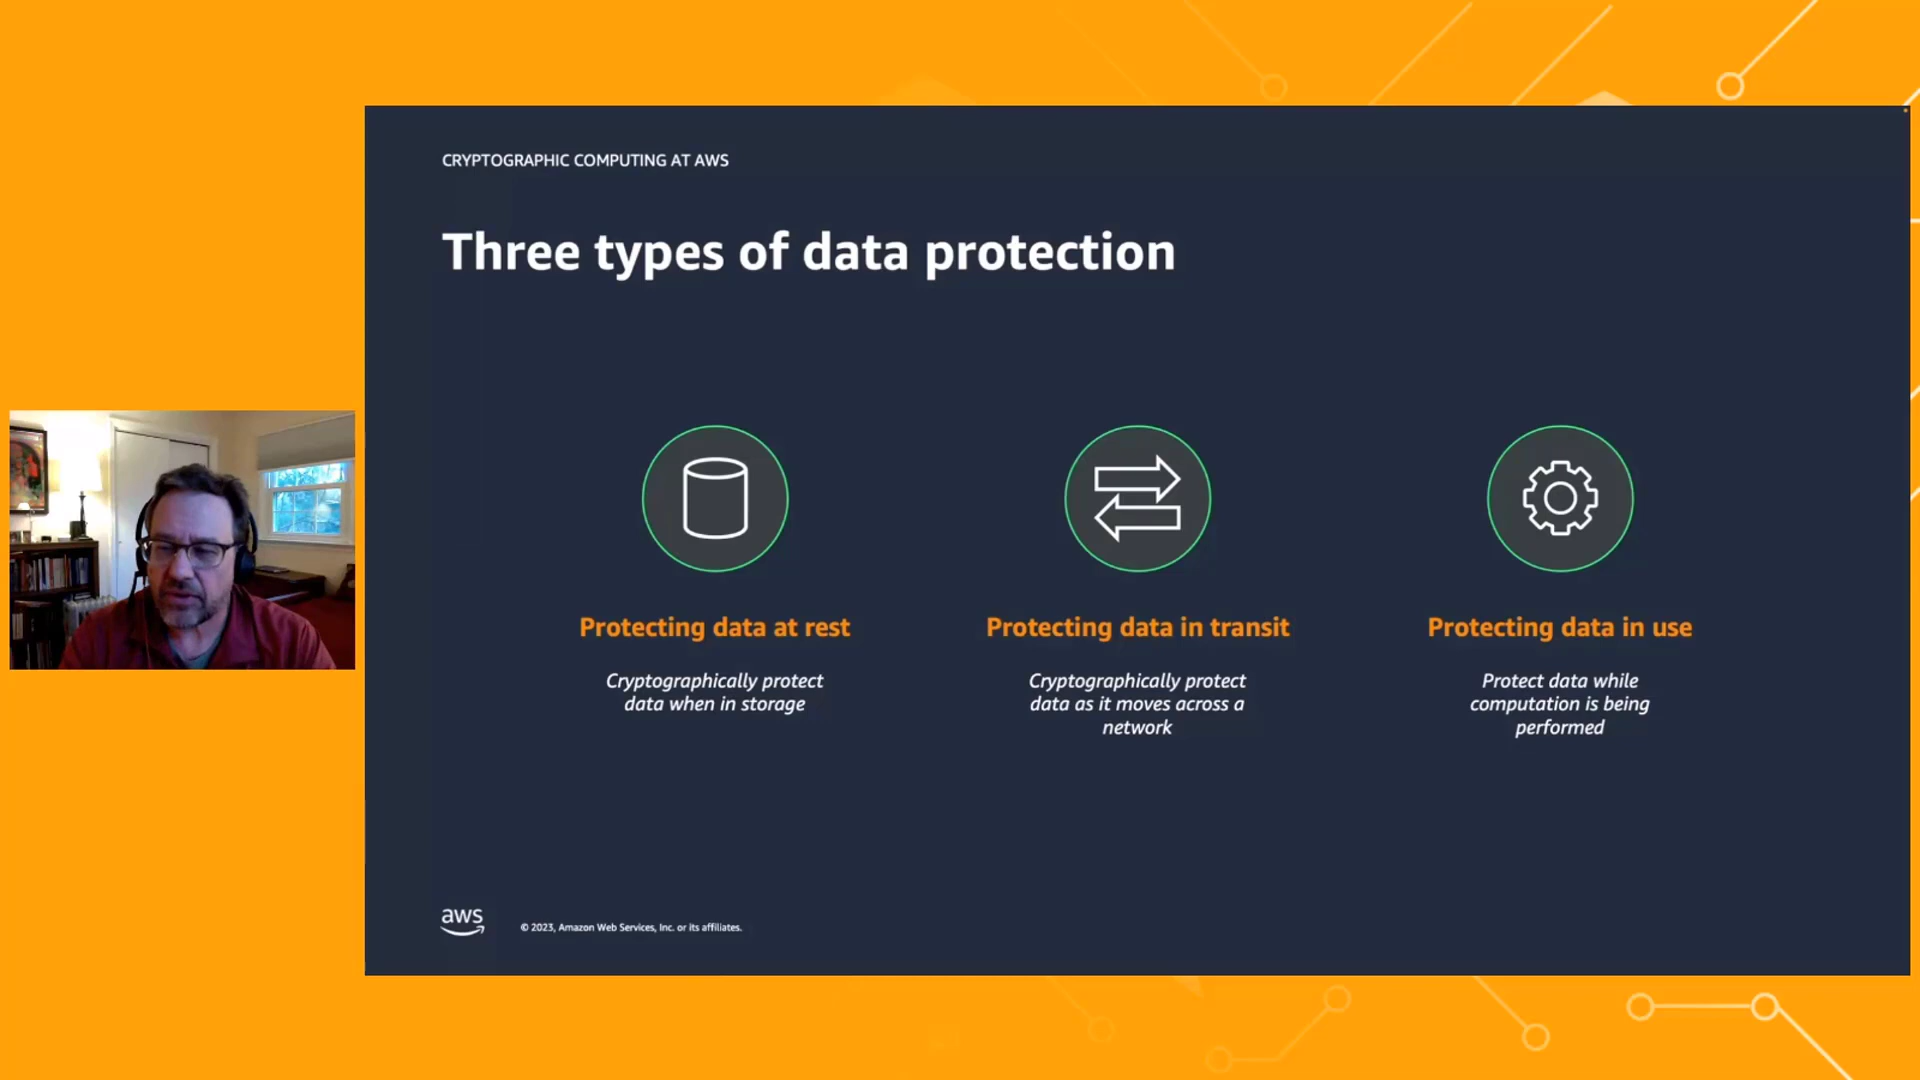 CRYPTOGRAPHIC COMPUTING AT AWS
Three types of data protection
Protecting data at rest
Cryptographically protect
data when in storage
Protecting data in transit
Cryptographically protect
data as it moves across a
network
Protecting data in use
Protect data while
computation is being
performed
aws
© 2023, Amazon Web Services, Inc. or its affiliates.